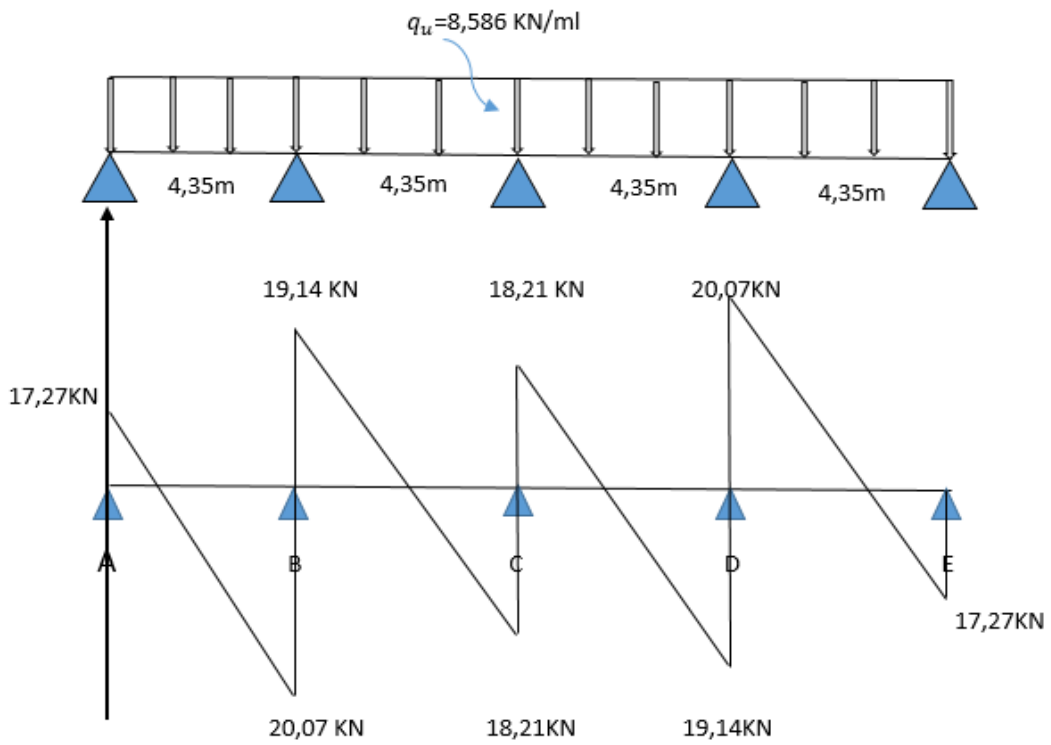 qᵤ=8,586 KN/ml
4,35m
4,35m
4,35m
4,35m
19,14 KN
18,21 KN
20,07KN
17,27KN
A
B
C
D
E
17,27KN
20,07 KN
18,21KN
19,14KN